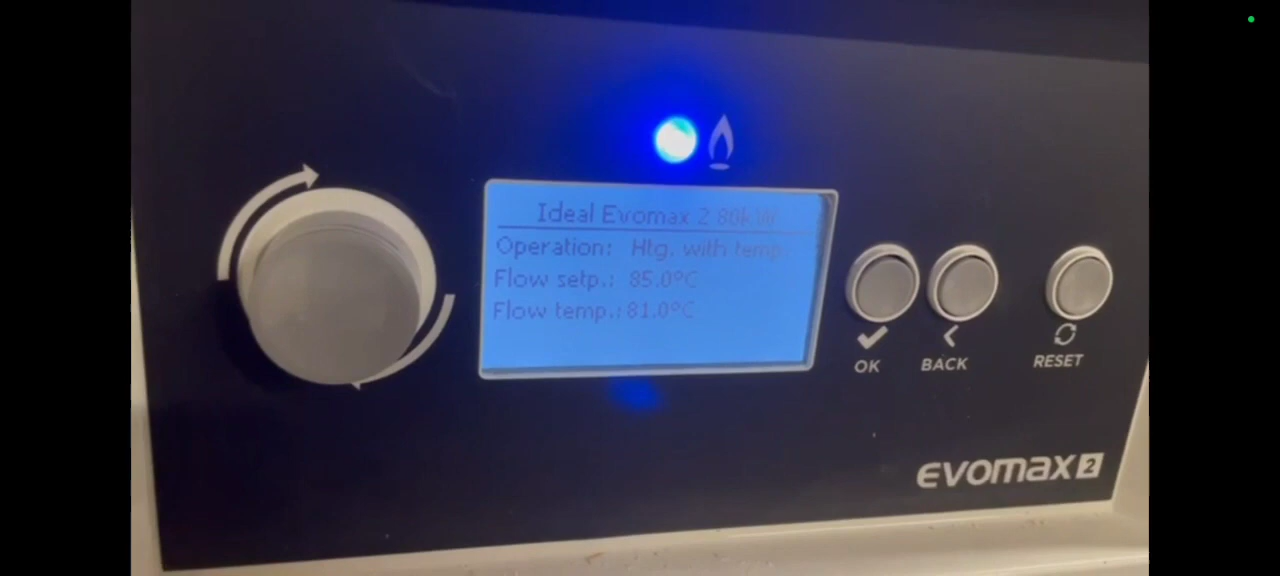 Ideal Evomax 2 80kW
Operation: Htg. with temp.
Flow setp.: 85.0°C
Flow temp.: 81.0°C
OK
BACK
RESET
evomax 2